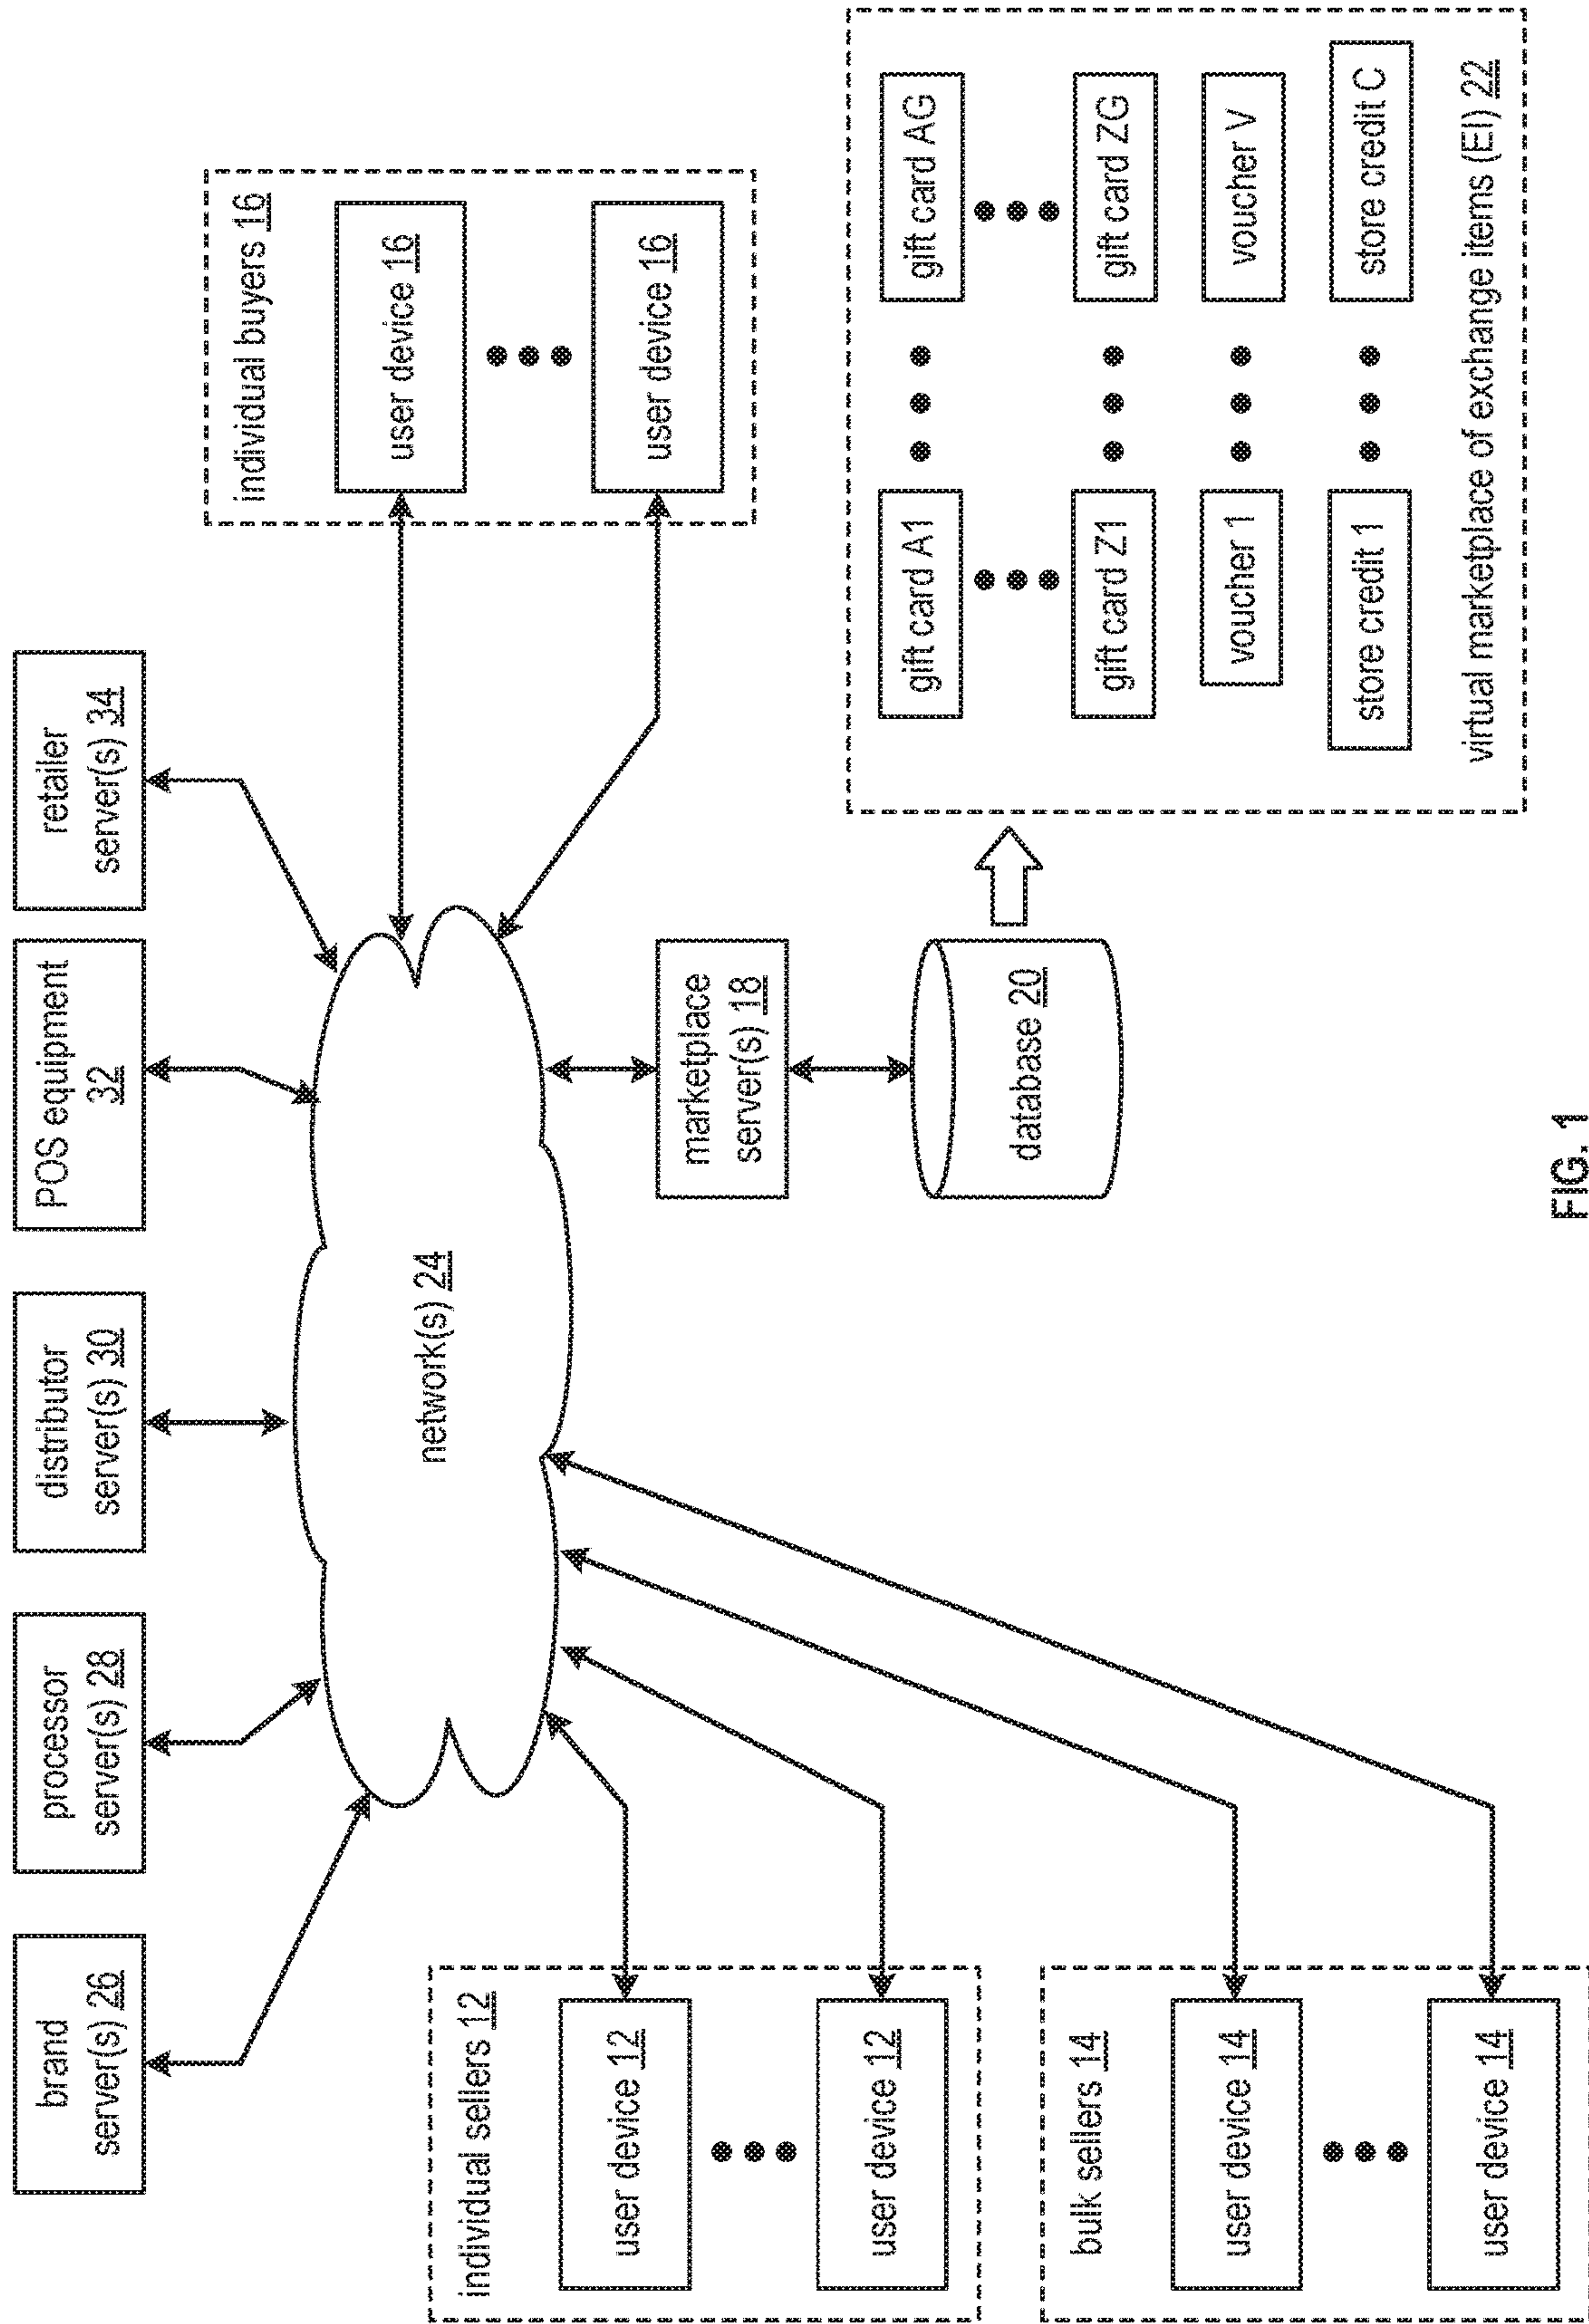 brand
server(s) 26
processor
server(s) 28
distributor
server(s) 30
POS equipment
32
retailer
server(s) 34
individual sellers 12
user device 12
user device 12
bulk sellers 14
user device 14
user device 14
network(s) 24
individual buyers 16
user device 16
user device 16
marketplace
server(s) 18
database 20
gift card A1
gift card AG
gift card Z1
gift card ZG
voucher 1
voucher V
store credit 1
store credit C
virtual marketplace of exchange items (EI) 22
FIG. 1